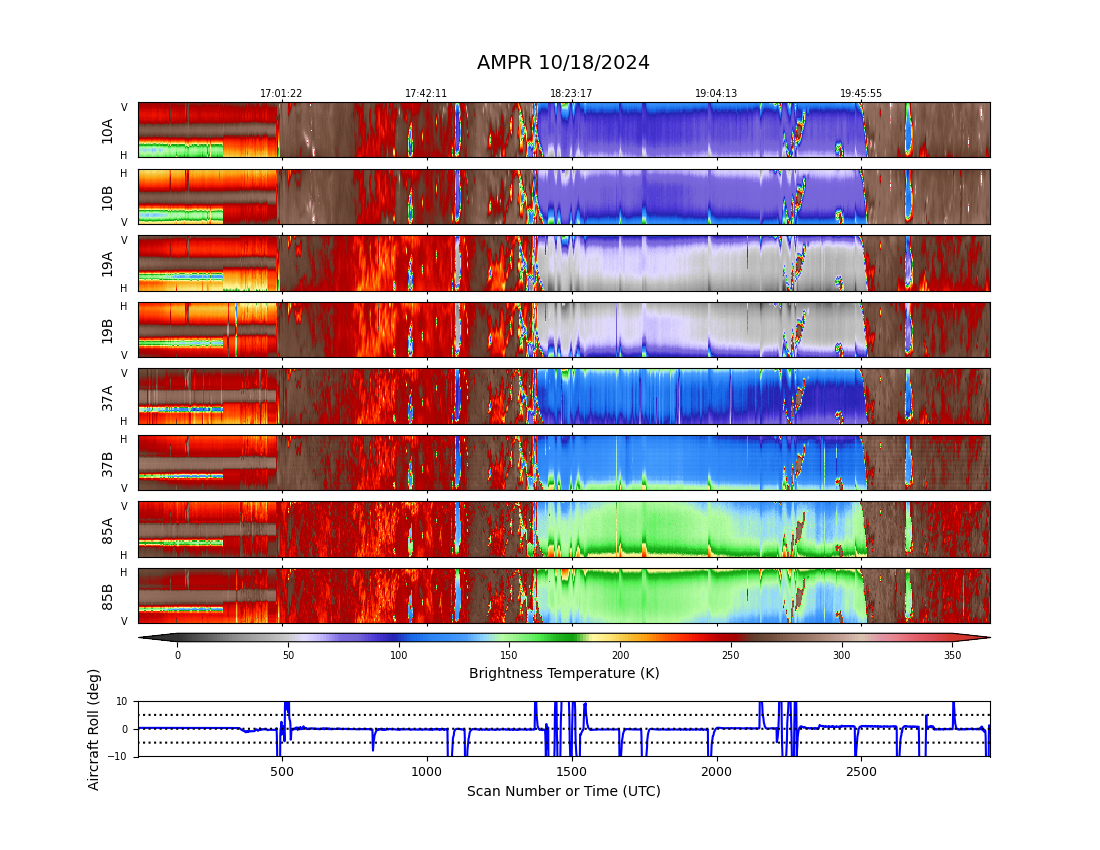 AMPR 10/18/2024
17:01:22 17:42:11 18:23:17 19:04:13 19:45:55
10A V H
10B H V
19A V H
19B H V
37A V H
37B H V
85A V H
85B H V
0 50 100 150 200 250 300 350
Brightness Temperature (K)
Aircraft Roll (deg)
10
0
−10
500 1000 1500 2000 2500
Scan Number or Time (UTC)